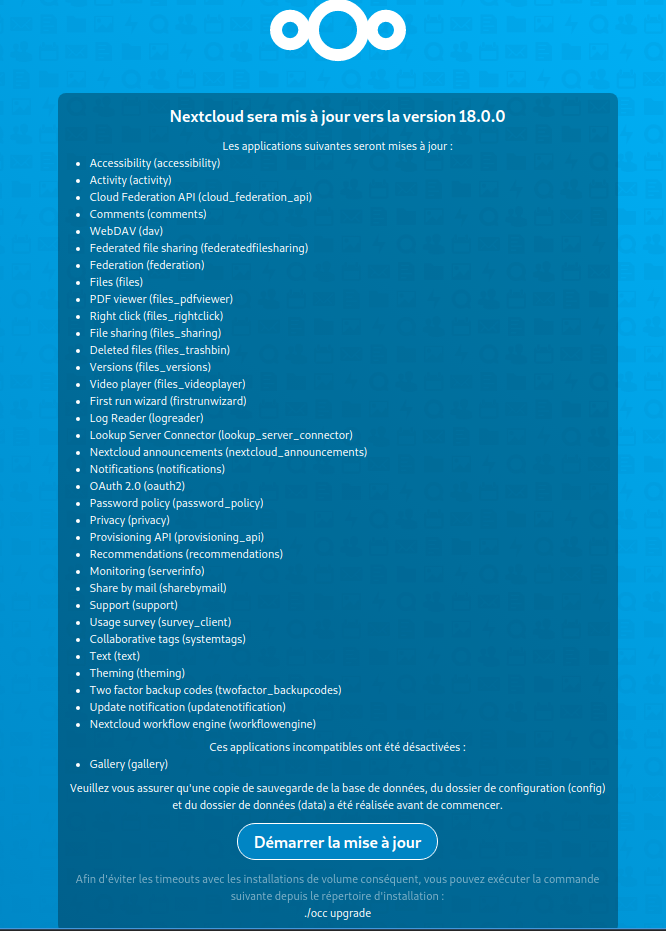 Nextcloud sera mis à jour vers la version 18.0.0
Les applications suivantes seront mises à jour :
Accessibility (accessibility)
Activity (activity)
Cloud Federation API (cloud_federation_api)
Comments (comments)
WebDAV (dav)
Federated file sharing (federatedfilesharing)
Federation (federation)
Files (files)
PDF viewer (files_pdfviewer)
Right click (files_rightclick)
File sharing (files_sharing)
Deleted files (files_trashbin)
Versions (files_versions)
Video player (files_videoplayer)
First run wizard (firstrunwizard)
Log Reader (logreader)
Lookup Server Connector (lookup_server_connector)
Nextcloud announcements (nextcloud_announcements)
Notifications (notifications)
OAuth 2.0 (oauth2)
Password policy (password_policy)
Privacy (privacy)
Provisioning API (provisioning_api)
Recommendations (recommendations)
Monitoring (serverinfo)
Share by mail (sharebymail)
Support (support)
Usage survey (survey_client)
Collaborative tags (systemtags)
Text (text)
Theming (theming)
Two factor backup codes (twofactor_backupcodes)
Update notification (updatenotification)
Nextcloud workflow engine (workflowengine)
Ces applications incompatibles ont été désactivées :
Gallery (gallery)
Veuillez vous assurer qu'une copie de sauvegarde de la base de données, du dossier de configuration (config)
et du dossier de données (data) a été réalisée avant de commencer.
Démarrer la mise à jour
Afin d'éviter les timeouts avec les installations de volume conséquent, vous pouvez exécuter la commande
suivante depuis le répertoire d'installation :
./occ upgrade